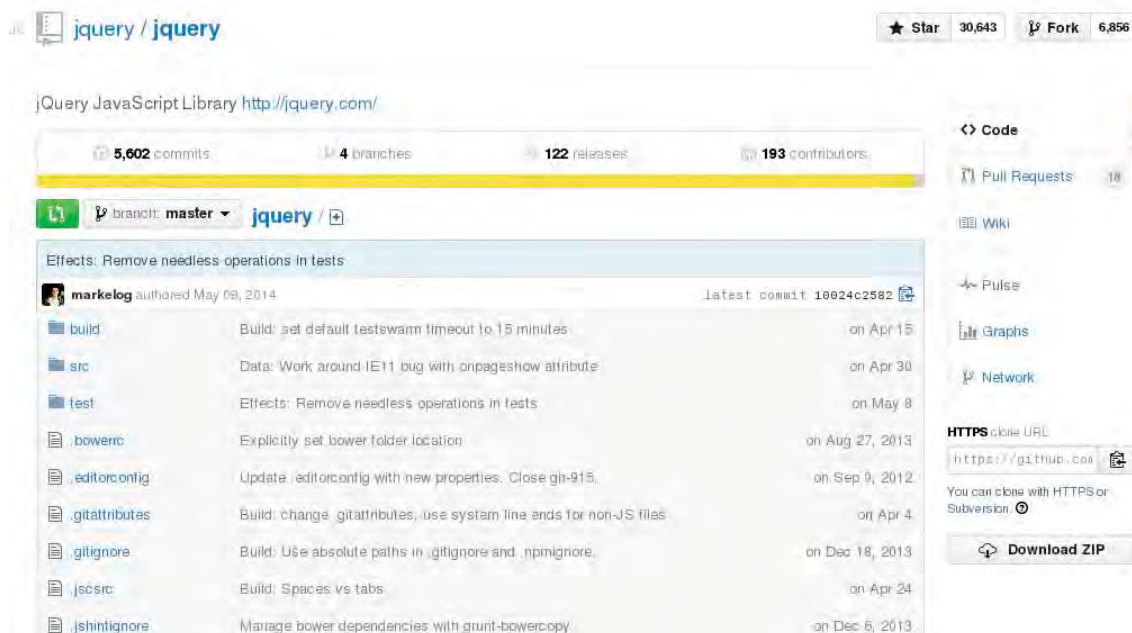 jquery / jquery
Star 30,643 Fork 6,856
jQuery JavaScript Library http://jquery.com/
5,602 commits 4 branches 122 releases 193 contributors
branch: master jquery /
Effects: Remove needless operations in tests
markelog authored May 09, 2014 latest commit 10024c2582
build Build: set default testswarm timeout to 15 minutes on Apr 15
src Data: Work around IE11 bug with onpageshow attribute on Apr 30
test Effects: Remove needless operations in tests on May 8
.bowerrc Explicitly set bower folder location on Aug 27, 2013
.editorconfig Update .editorconfig with new properties. Close gh-915. on Sep 9, 2012
.gitattributes Build: change .gitattributes, use system line ends for non-JS files on Apr 4
.gitignore Build: Use absolute paths in .gitignore and .npmignore. on Dec 18, 2013
.jscsrc Build: Spaces vs tabs on Apr 24
.jshintignore Manage bower dependencies with grunt-bowercopy on Dec 6, 2013
<> Code
Pull Requests 18
Wiki
Pulse
Graphs
Network
HTTPS clone URL
https://github.com
You can clone with HTTPS or
Subversion.
Download ZIP